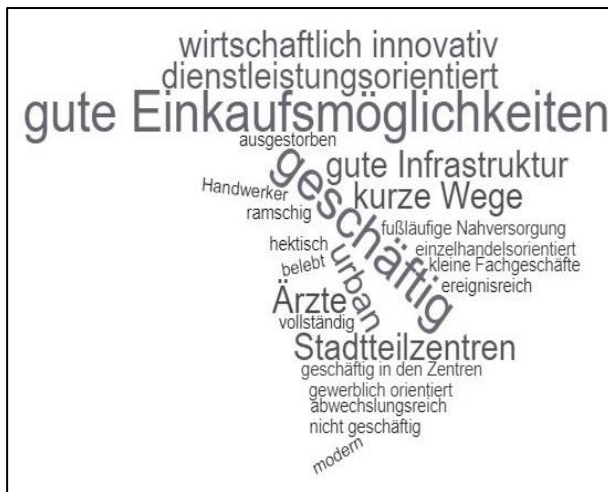 wirtschaftlich innovativ
dienstleistungsorientiert
gute Einkaufsmöglichkeiten
ausgestorben
geschäftig
gute Infrastruktur
Handwerker
kurze Wege
ramschig
fußläufige Nahversorgung
hektisch
einzelhandelsorientiert
belebt
urban
kleine Fachgeschäfte
ereignisreich
Ärzte
vollständig
Stadtteilzentren
geschäftig in den Zentren
gewerblich orientiert
abwechslungsreich
nicht geschäftig
modern